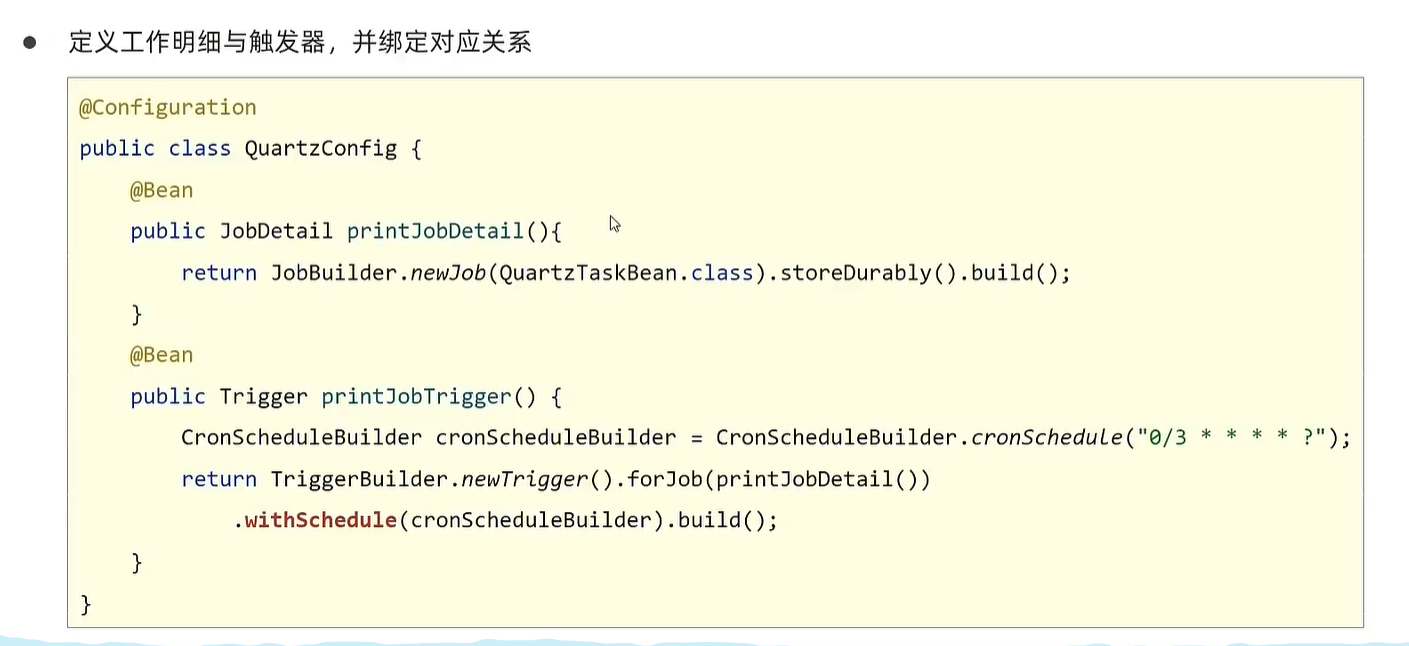 ● 定义工作明细与触发器，并绑定对应关系
@Configuration
public class QuartzConfig {
    @Bean
    public JobDetail printJobDetail(){
        return JobBuilder.newJob(QuartzTaskBean.class).storeDurably().build();
    }
    @Bean
    public Trigger printJobTrigger() {
        CronScheduleBuilder cronScheduleBuilder = CronScheduleBuilder.cronSchedule("0/3 * * * * ?");
        return TriggerBuilder.newTrigger().forJob(printJobDetail())
            .withSchedule(cronScheduleBuilder).build();
    }
}